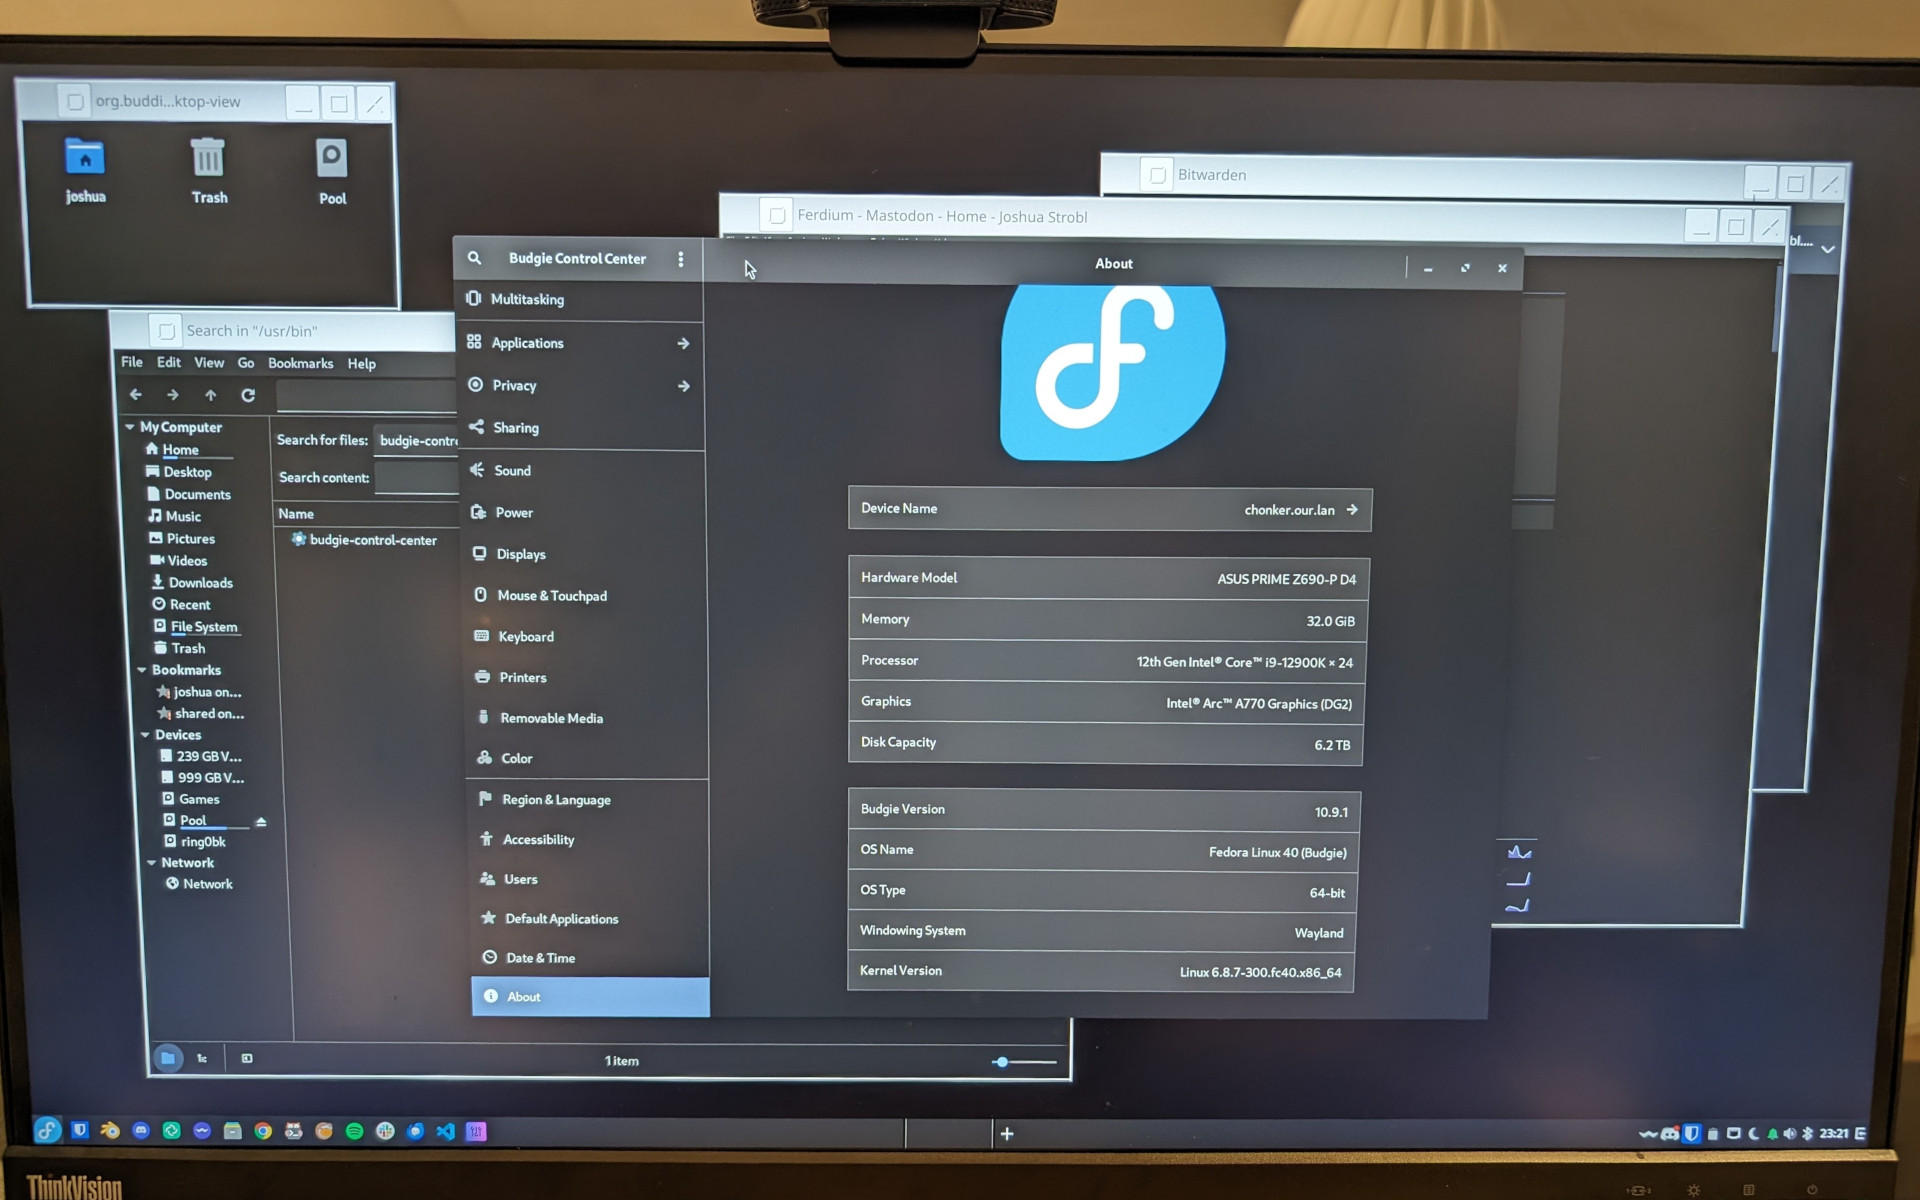 org.buddi...ktop-view
joshua
Trash
Pool
Bitwarden
Ferdium - Mastodon - Home - Joshua Strobl
bl....
Budgie Control Center
About
Multitasking
Applications
Privacy
Sharing
Sound
Power
Displays
Mouse & Touchpad
Keyboard
Printers
Removable Media
Color
Region & Language
Accessibility
Users
Default Applications
Date & Time
About
Device Name chonker.our.lan
Hardware Model ASUS PRIME Z690-P D4
Memory 32.0 GiB
Processor 12th Gen Intel® Core™ i9-12900K × 24
Graphics Intel® Arc™ A770 Graphics (DG2)
Disk Capacity 6.2 TB
Budgie Version 10.9.1
OS Name Fedora Linux 40 (Budgie)
OS Type 64-bit
Windowing System Wayland
Kernel Version Linux 6.8.7-300.fc40.x86_64
Search in "/usr/bin"
File Edit View Go Bookmarks Help
My Computer
Home
Desktop
Documents
Music
Pictures
Videos
Downloads
Recent
File System
Trash
Bookmarks
joshua on...
shared on...
Devices
239 GB V...
999 GB V...
Games
Pool
ring0bk
Network
Network
Search for files: budgie-contr
Search content:
Name
budgie-control-center
1 item
23:21
ThinkVision